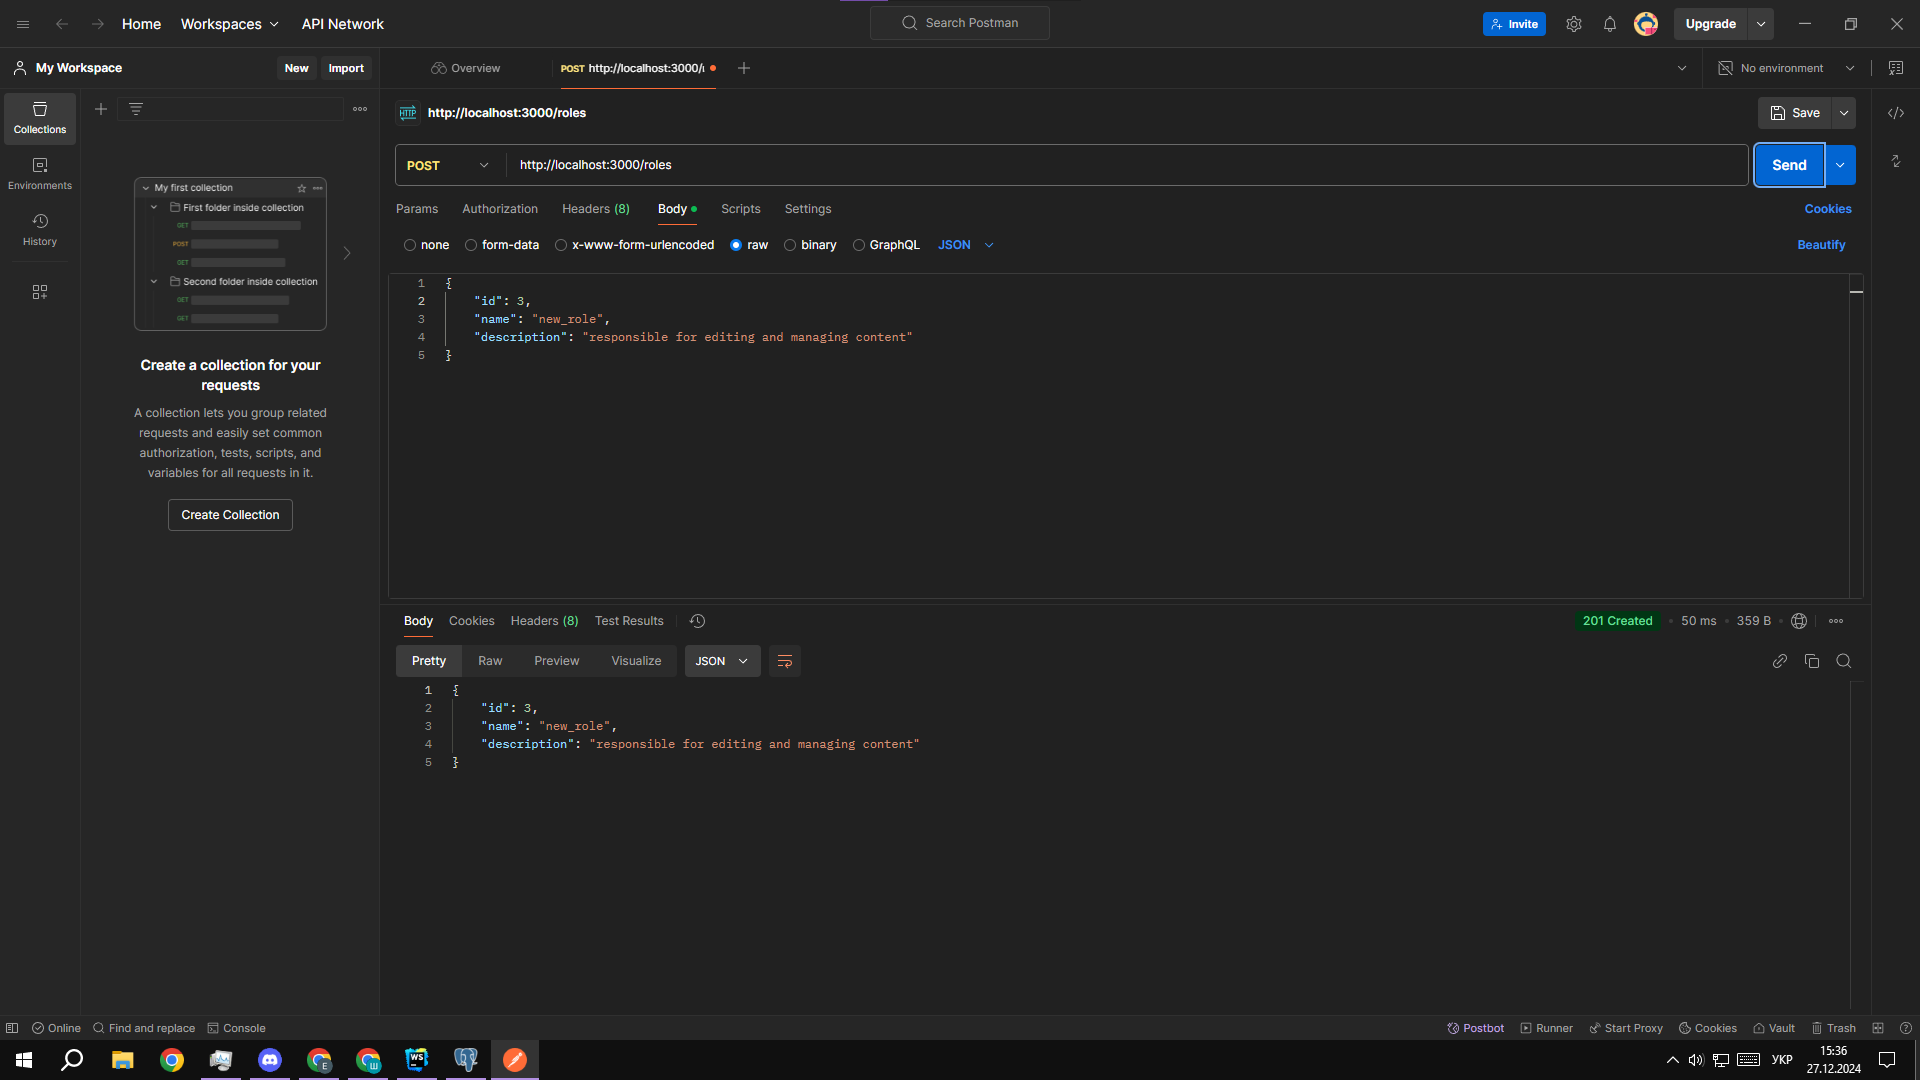 Home
Workspaces
API Network
Search Postman
Invite
Upgrade
My Workspace
New
Import
Overview
POST http://localhost:3000/
No environment
Collections
Environments
History
My first collection
First folder inside collection
GET
POST
GET
Second folder inside collection
GET
GET
Create a collection for your
requests
A collection lets you group related
requests and easily set common
authorization, tests, scripts, and
variables for all requests in it.
Create Collection
HTTP
http://localhost:3000/roles
Save
POST
http://localhost:3000/roles
Send
Params
Authorization
Headers (8)
Body
Scripts
Settings
Cookies
none
form-data
x-www-form-urlencoded
raw
binary
GraphQL
JSON
Beautify
1 {
2 "id": 3,
3 "name": "new_role",
4 "description": "responsible for editing and managing content"
5 }
Body
Cookies
Headers (8)
Test Results
201 Created
50 ms
359 B
Pretty
Raw
Preview
Visualize
JSON
1 {
2 "id": 3,
3 "name": "new_role",
4 "description": "responsible for editing and managing content"
5 }
Online
Find and replace
Console
Postbot
Runner
Start Proxy
Cookies
Vault
Trash
E
Ш
WS
УКР
15:36
27.12.2024